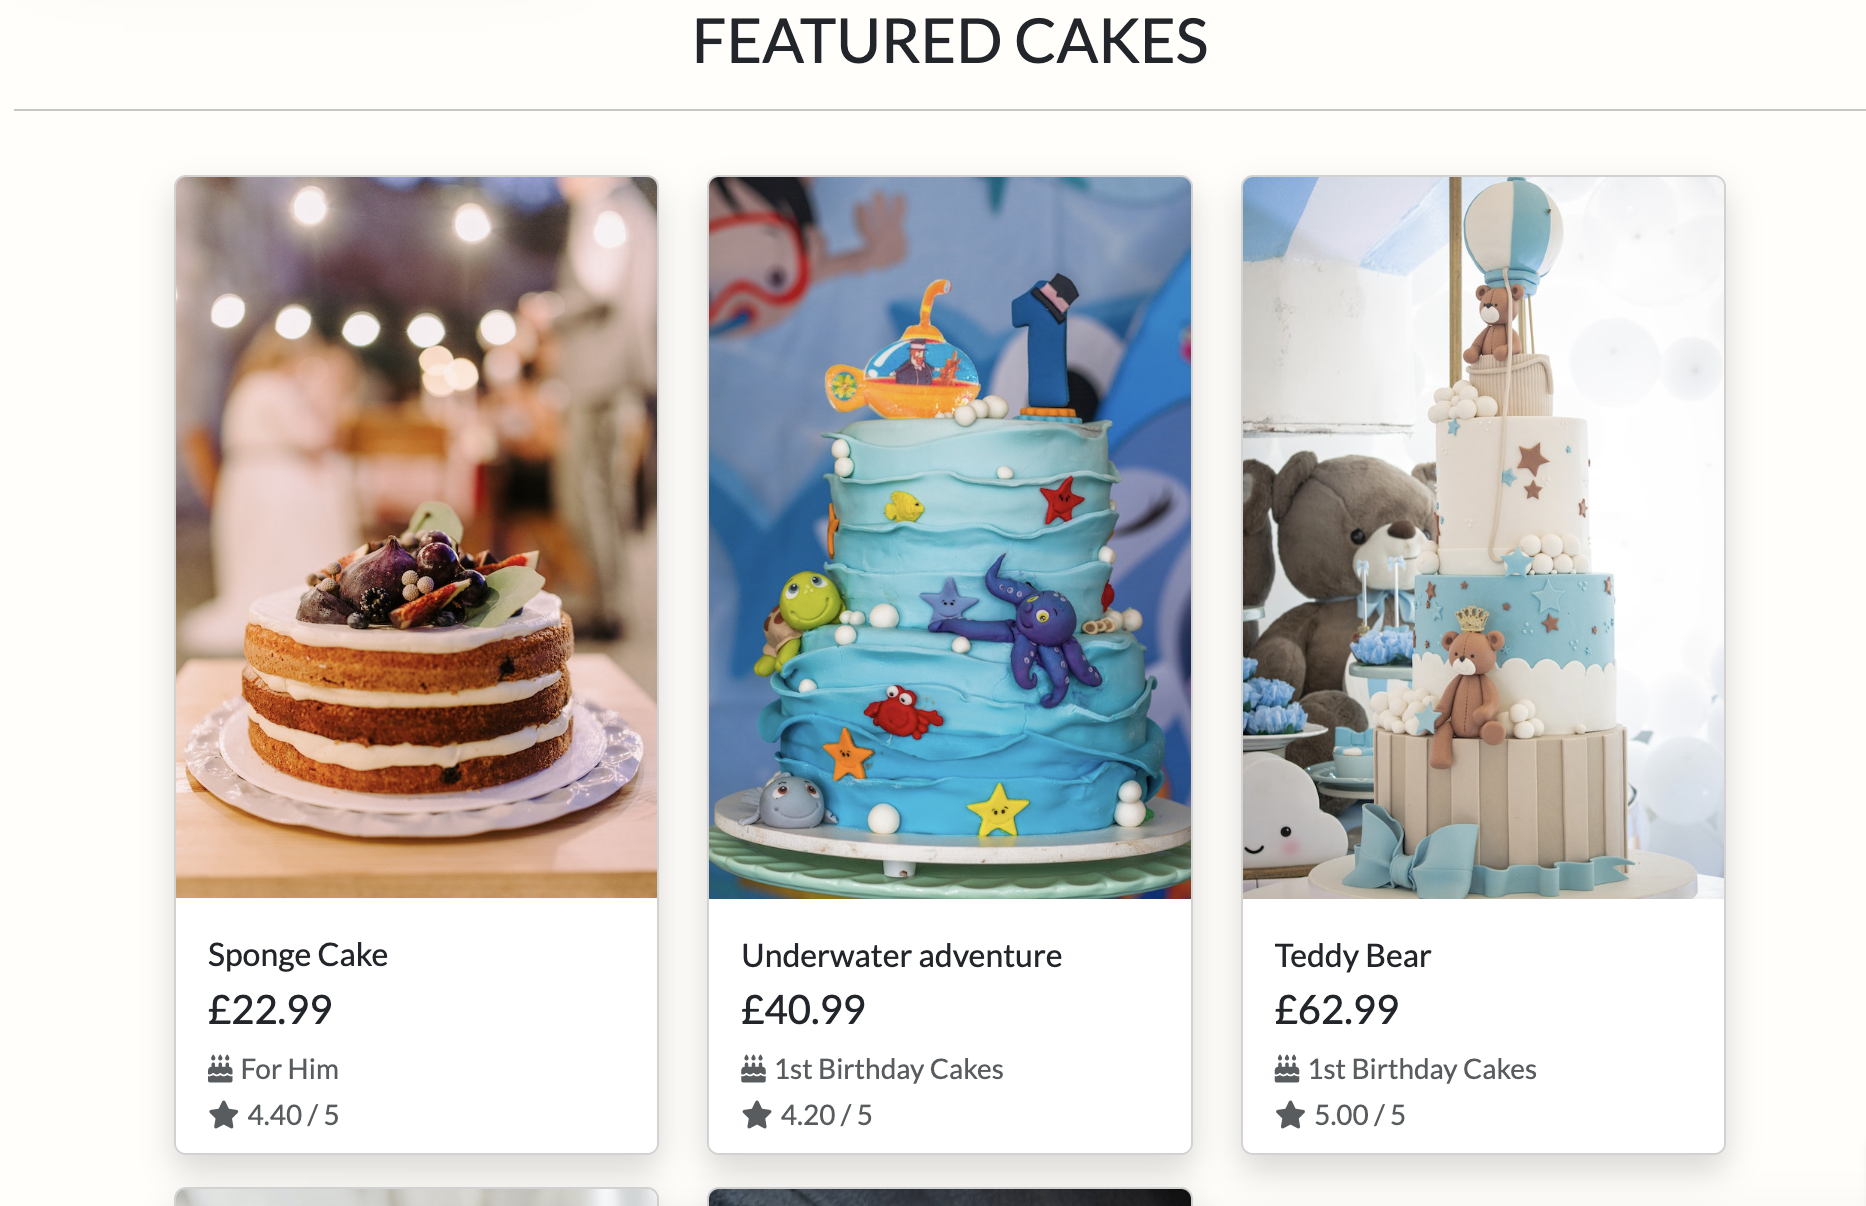 FEATURED CAKES
Sponge Cake
£22.99
For Him
4.40 / 5
Underwater adventure
£40.99
1st Birthday Cakes
4.20 / 5
Teddy Bear
£62.99
1st Birthday Cakes
5.00 / 5
1